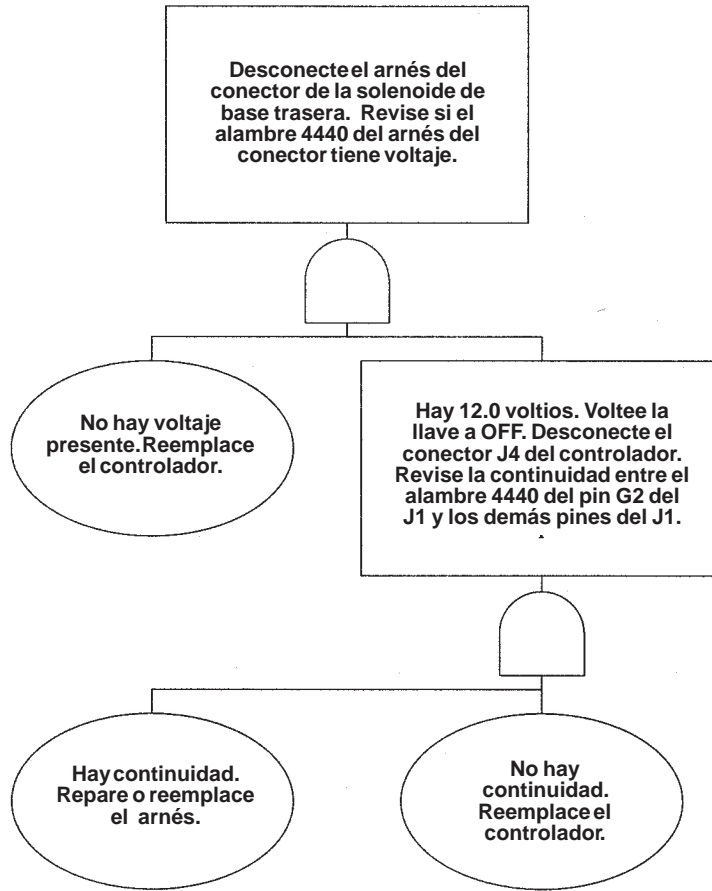 Desconecte el arnés del
conector de la solenoide de
base trasera. Revise si el
alambre 4440 del arnés del
conector tiene voltaje.
No hay voltaje
presente. Reemplace
el controlador.
Hay 12.0 voltios. Voltee la
llave a OFF. Desconecte el
conector J4 del controlador.
Revise la continuidad entre el
alambre 4440 del pin G2 del
J1 y los demás pines del J1.
Hay continuidad.
Repare o reemplace
el arnés.
No hay
continuidad.
Reemplace el
controlador.